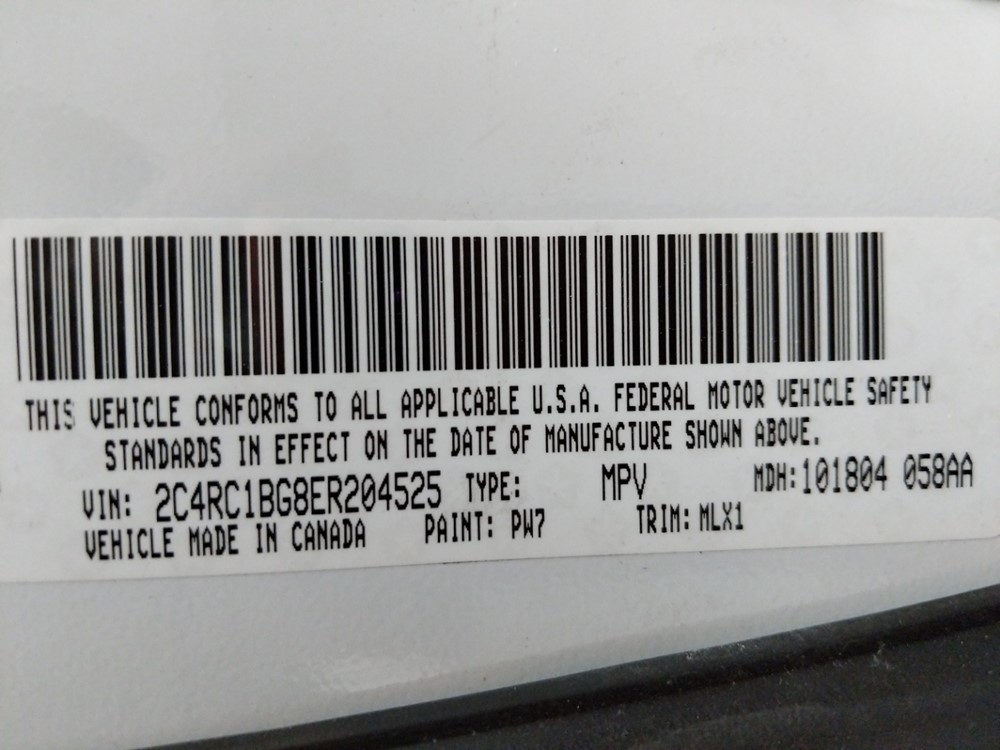 THIS VEHICLE CONFORMS TO ALL APPLICABLE U.S.A. FEDERAL MOTOR VEHICLE SAFETY
STANDARDS IN EFFECT ON THE DATE OF MANUFACTURE SHOWN ABOVE.
VIN: 2C4RC1BG8ER204525 TYPE: MPV MDH: 101804 058AA
VEHICLE MADE IN CANADA PAINT: PW7 TRIM: MLX1